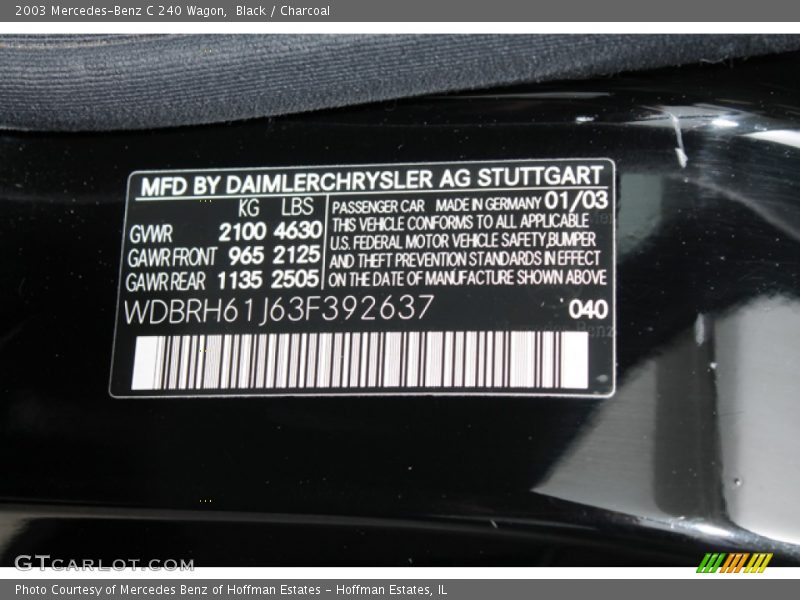 2003 Mercedes-Benz C 240 Wagon, Black / Charcoal
MFD BY DAIMLERCHRYSLER AG STUTTGART
KG LBS
GVWR 2100 4630
GAWR FRONT 965 2125
GAWR REAR 1135 2505
PASSENGER CAR MADE IN GERMANY 01/03
THIS VEHICLE CONFORMS TO ALL APPLICABLE
U.S. FEDERAL MOTOR VEHICLE SAFETY,BUMPER
AND THEFT PREVENTION STANDARDS IN EFFECT
ON THE DATE OF MANUFACTURE SHOWN ABOVE
WDBRH61J63F392637 040
GTCARLOT.COM
Photo Courtesy of Mercedes Benz of Hoffman Estates - Hoffman Estates, IL